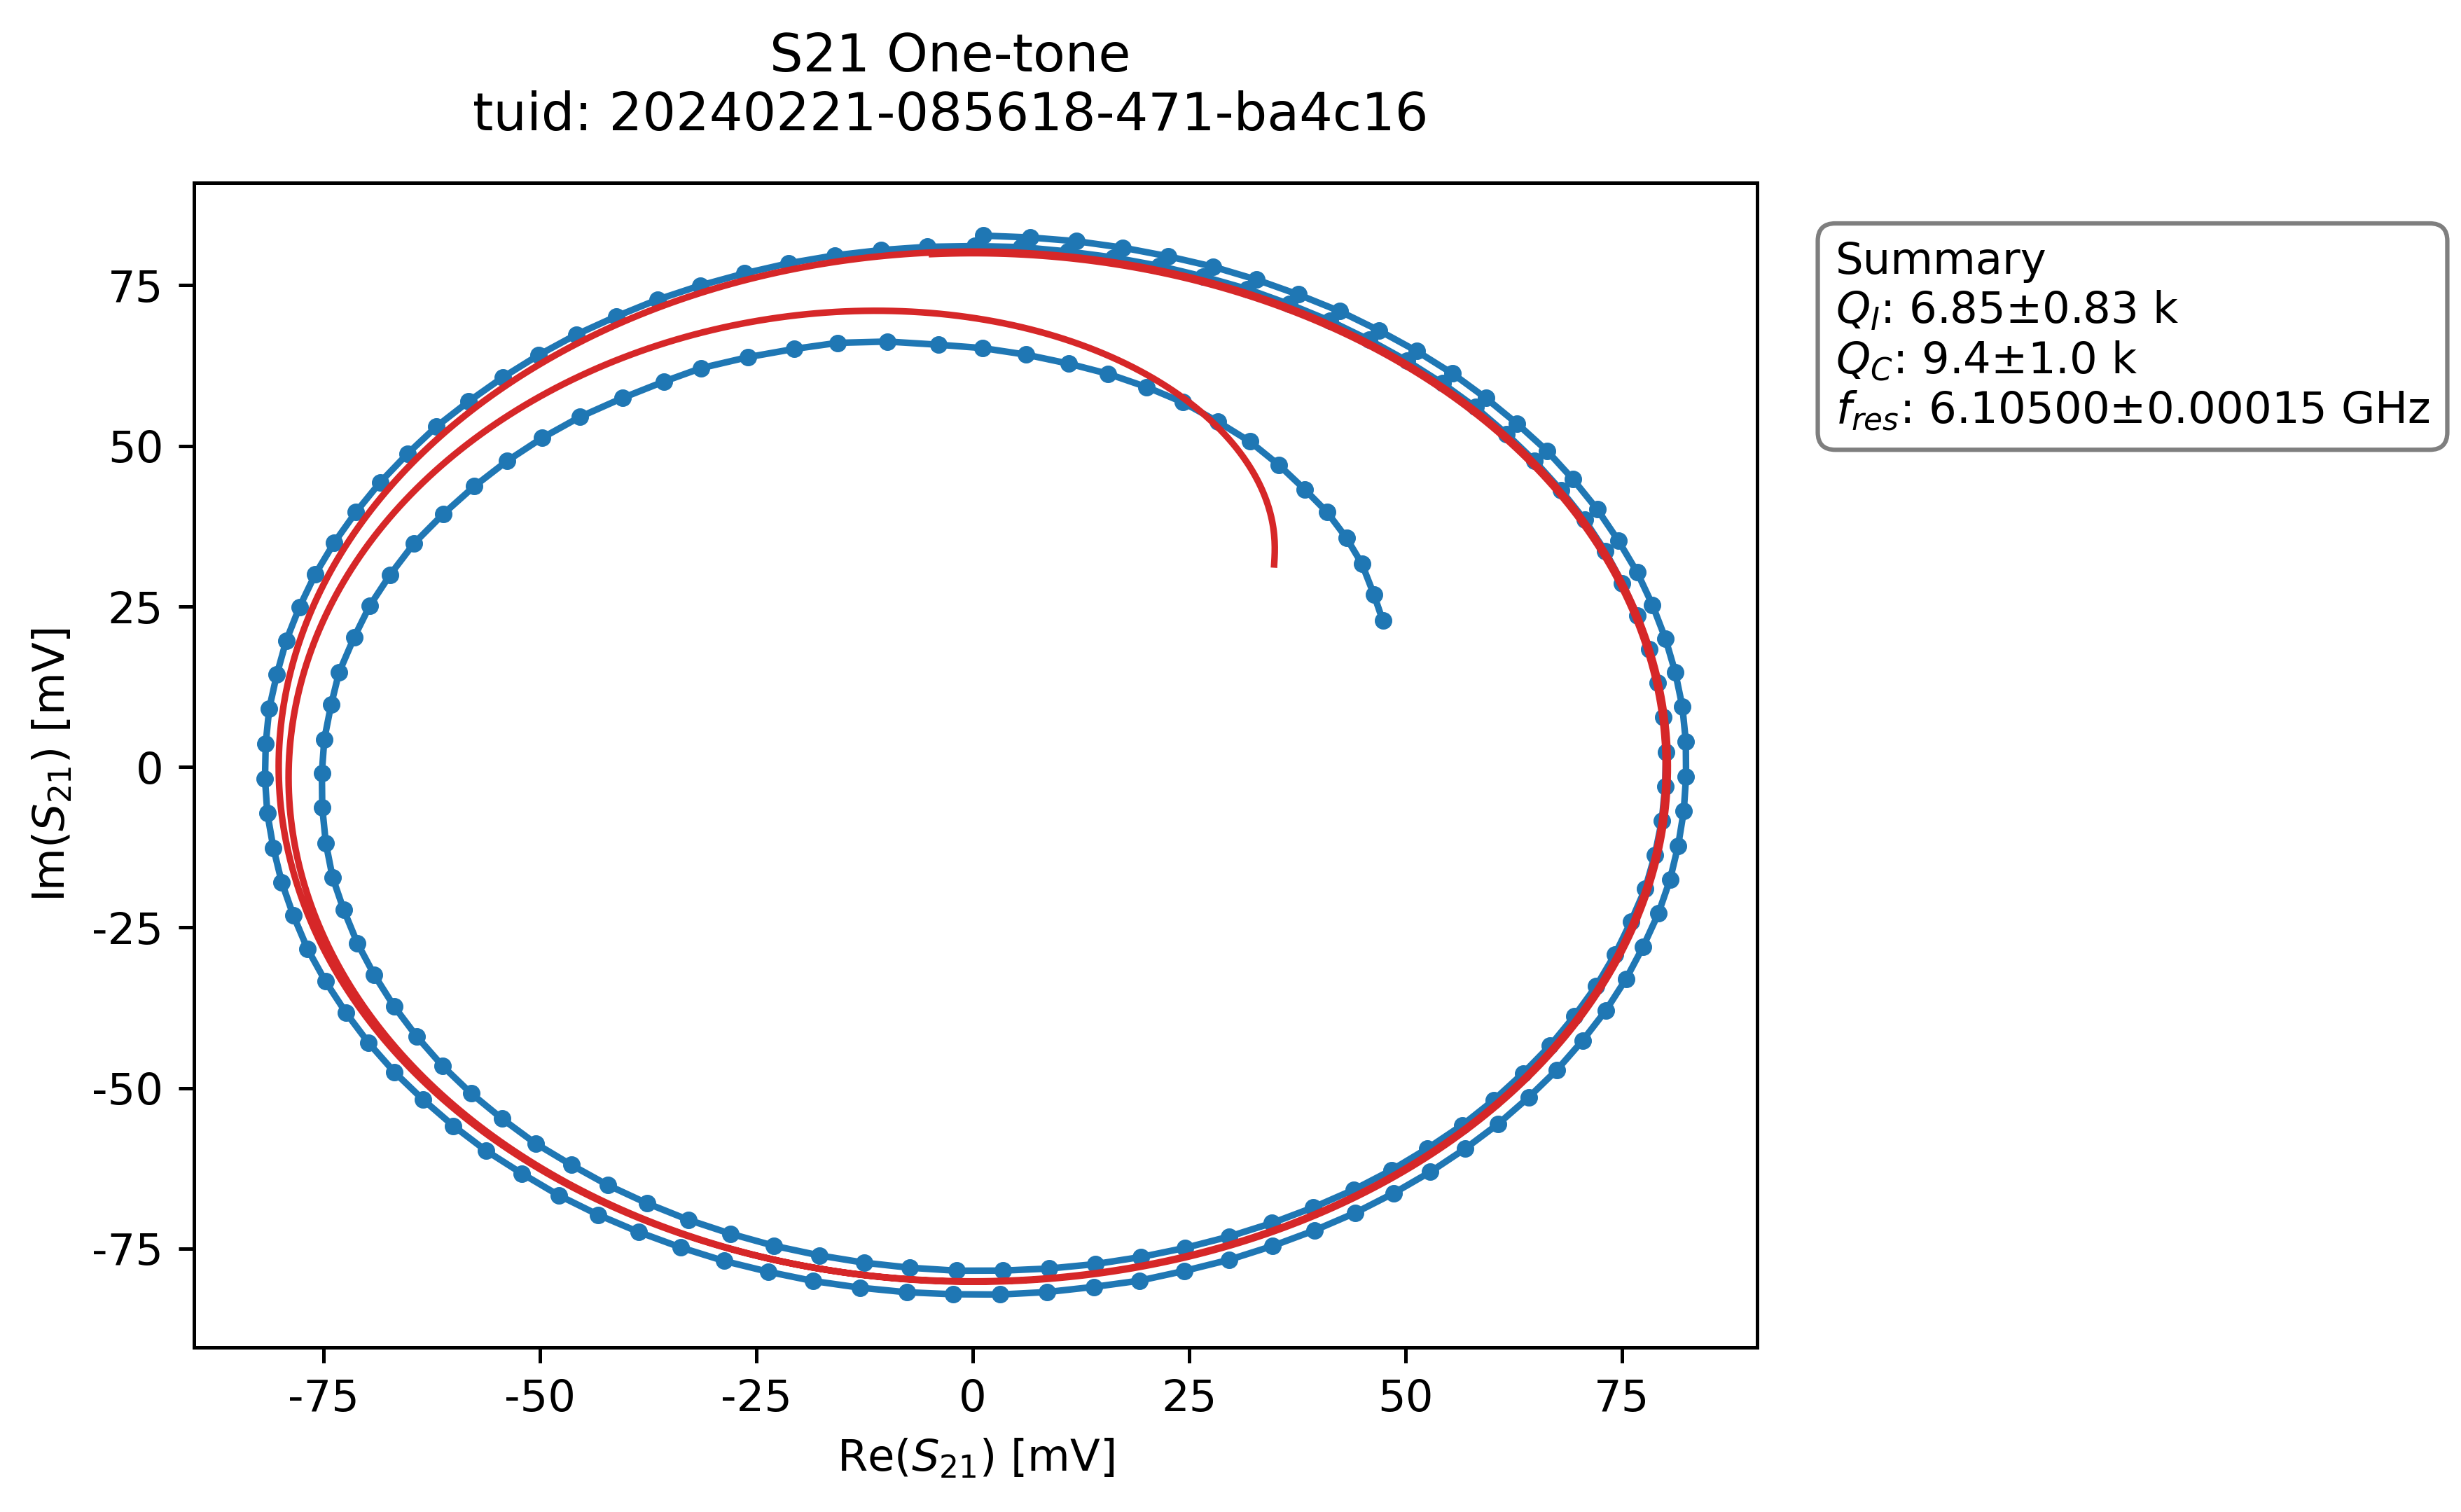 S21 One-tone
tuid: 20240221-085618-471-ba4c16
Summary
Q_l: 6.85±0.83 k
Q_C: 9.4±1.0 k
f_res: 6.10500±0.00015 GHz
75
50
25
0
-25
-50
-75
Im(S_21) [mV]
-75 -50 -25 0 25 50 75
Re(S_21) [mV]